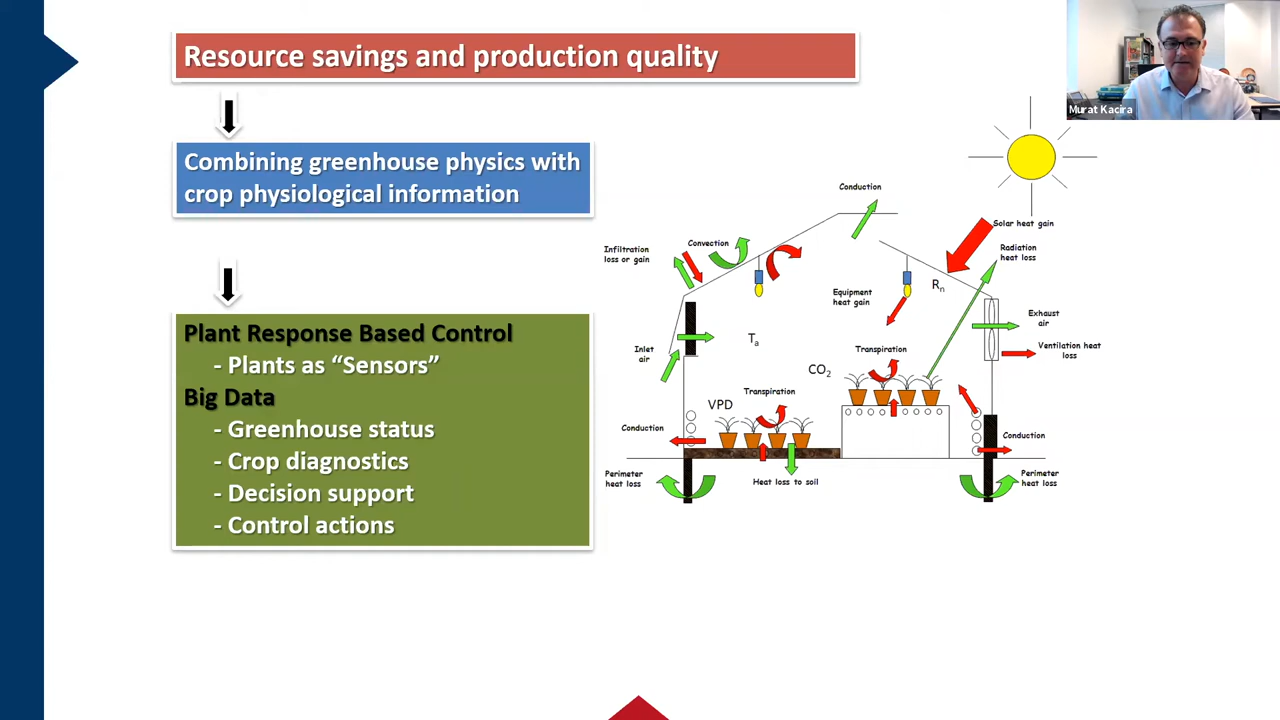 Resource savings and production quality
Murat Kacira
Combining greenhouse physics with
crop physiological information
Plant Response Based Control
- Plants as “Sensors”
Big Data
- Greenhouse status
- Crop diagnostics
- Decision support
- Control actions
Conduction
Solar heat gain
Infiltration
loss or gain
Convection
Radiation
heat loss
Equipment
heat gain
Rn
Exhaust
air
Inlet
air
Ta
Transpiration
Ventilation heat
loss
CO2
Transpiration
VPD
Conduction
Conduction
Perimeter
heat loss
Heat loss to soil
Perimeter
heat loss